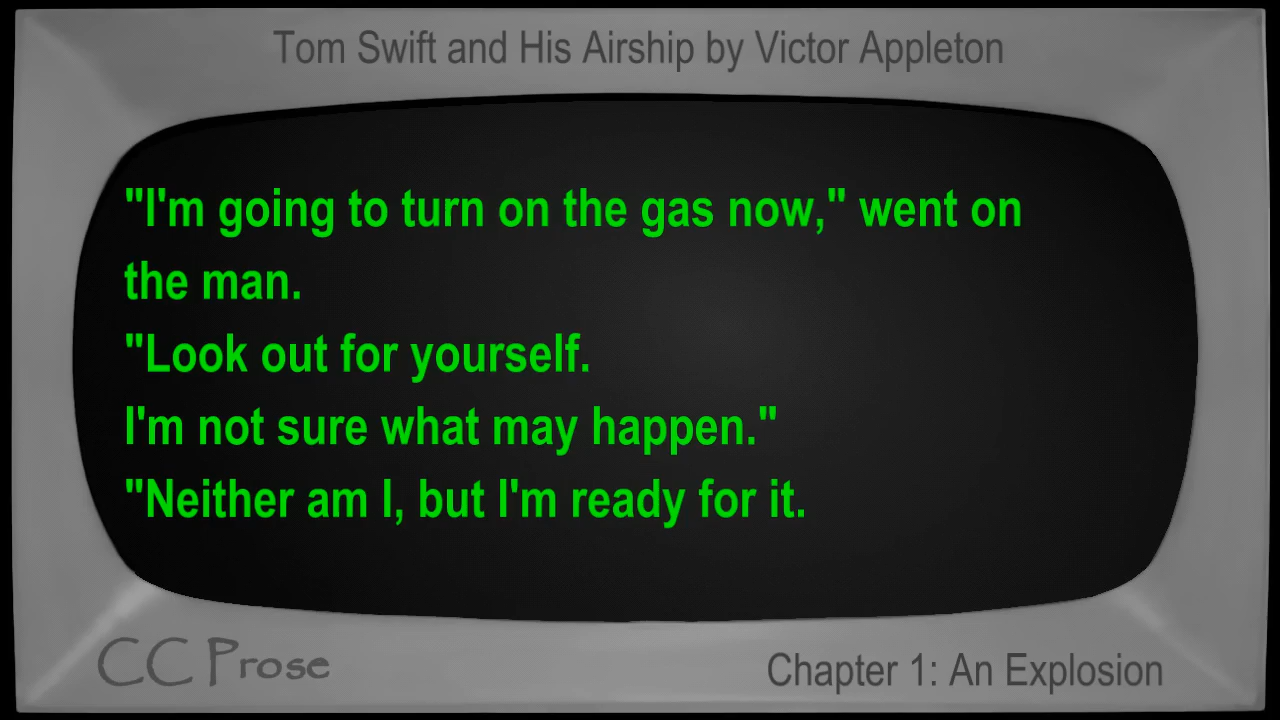 Tom Swift and His Airship by Victor Appleton
"I'm going to turn on the gas now," went on
the man.
"Look out for yourself.
I'm not sure what may happen."
"Neither am I, but I'm ready for it.
CC Prose
Chapter 1: An Explosion